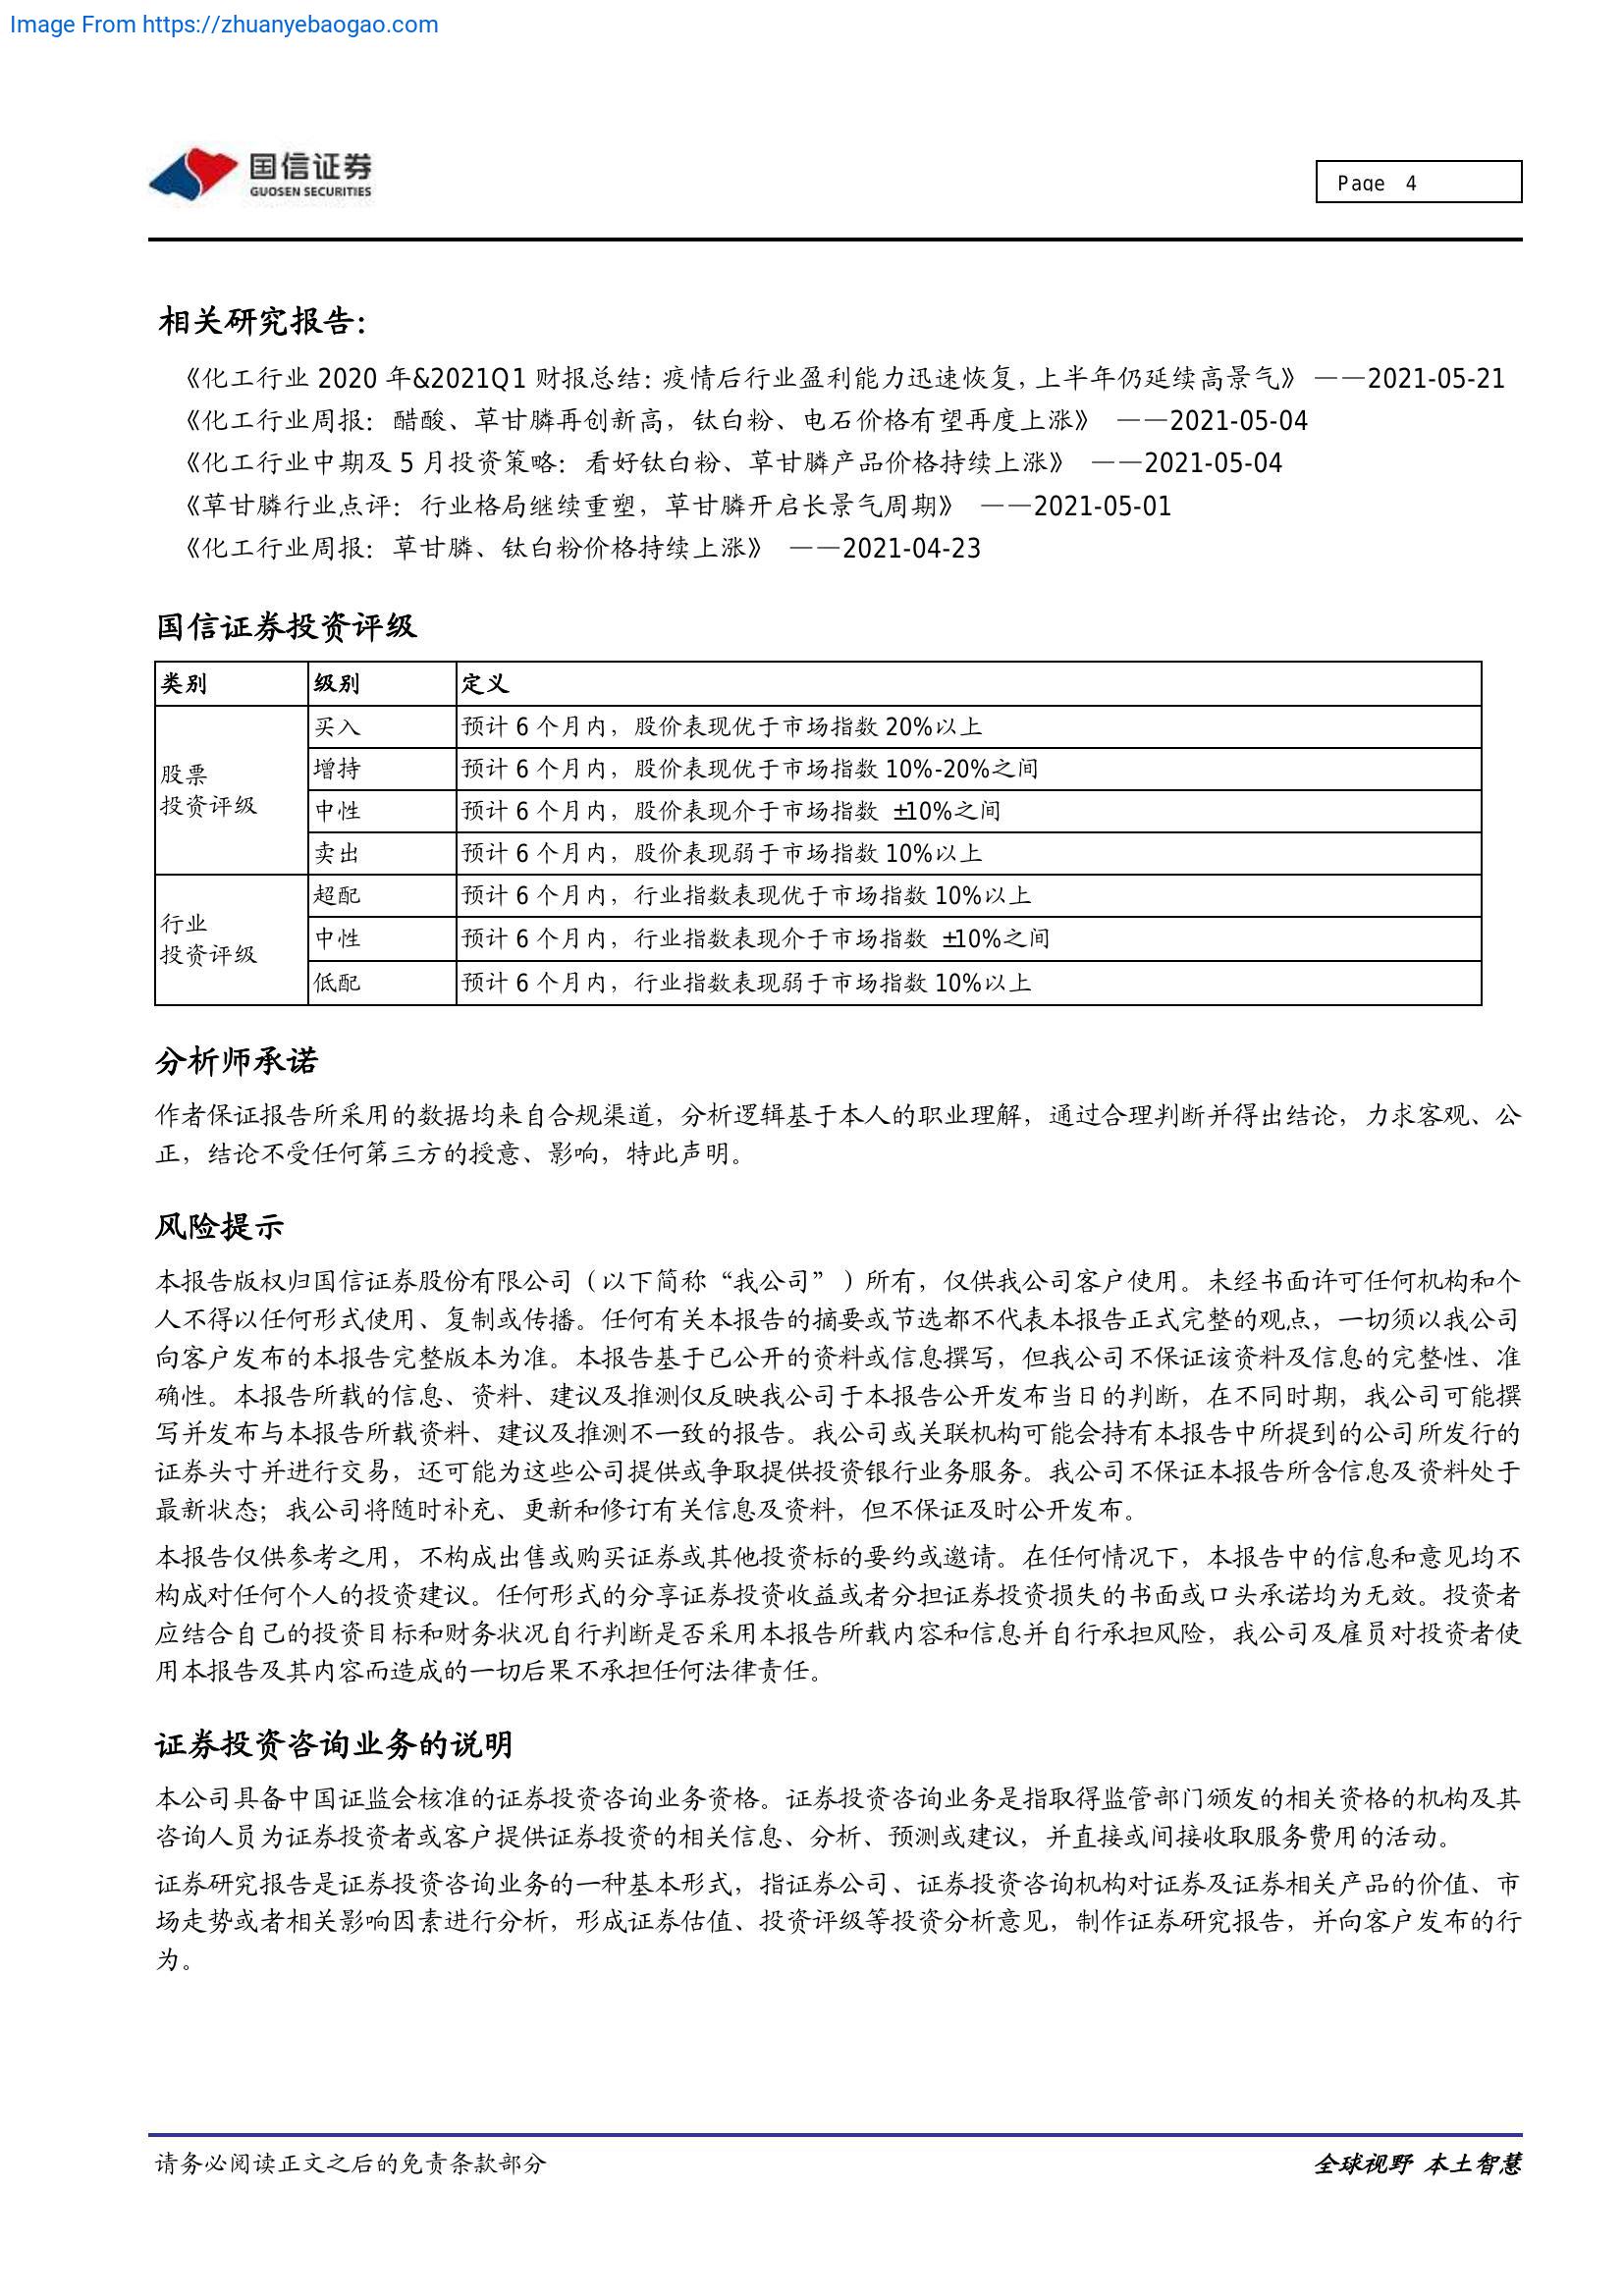 Image From https://zhuanyebaogao.com
国信证券
GUOSEN SECURITIES
Page 4
相关研究报告：
《化工行业 2020 年&2021Q1 财报总结：疫情后行业盈利能力迅速恢复，上半年仍延续高景气》 ——2021-05-21
《化工行业周报：醋酸、草甘膦再创新高，钛白粉、电石价格有望再度上涨》 ——2021-05-04
《化工行业中期及 5 月投资策略：看好钛白粉、草甘膦产品价格持续上涨》 ——2021-05-04
《草甘膦行业点评：行业格局继续重塑，草甘膦开启长景气周期》 ——2021-05-01
《化工行业周报：草甘膦、钛白粉价格持续上涨》 ——2021-04-23
国信证券投资评级
类别 级别 定义
股票
投资评级
买入 预计 6 个月内，股价表现优于市场指数 20%以上
增持 预计 6 个月内，股价表现优于市场指数 10%-20%之间
中性 预计 6 个月内，股价表现介于市场指数 ±10%之间
卖出 预计 6 个月内，股价表现弱于市场指数 10%以上
行业
投资评级
超配 预计 6 个月内，行业指数表现优于市场指数 10%以上
中性 预计 6 个月内，行业指数表现介于市场指数 ±10%之间
低配 预计 6 个月内，行业指数表现弱于市场指数 10%以上
分析师承诺
作者保证报告所采用的数据均来自合规渠道，分析逻辑基于本人的职业理解，通过合理判断并得出结论，力求客观、公
正，结论不受任何第三方的授意、影响，特此声明。
风险提示
本报告版权归国信证券股份有限公司（以下简称“我公司”）所有，仅供我公司客户使用。未经书面许可任何机构和个
人不得以任何形式使用、复制或传播。任何有关本报告的摘要或节选都不代表本报告正式完整的观点，一切须以我公司
向客户发布的本报告完整版本为准。本报告基于已公开的资料或信息撰写，但我公司不保证该资料及信息的完整性、准
确性。本报告所载的信息、资料、建议及推测仅反映我公司于本报告公开发布当日的判断，在不同时期，我公司可能撰
写并发布与本报告所载资料、建议及推测不一致的报告。我公司或关联机构可能会持有本报告中所提到的公司所发行的
证券头寸并进行交易，还可能为这些公司提供或争取提供投资银行业务服务。我公司不保证本报告所含信息及资料处于
最新状态；我公司将随时补充、更新和修订有关信息及资料，但不保证及时公开发布。
本报告仅供参考之用，不构成出售或购买证券或其他投资标的要约或邀请。在任何情况下，本报告中的信息和意见均不
构成对任何个人的投资建议。任何形式的分享证券投资收益或者分担证券投资损失的书面或口头承诺均为无效。投资者
应结合自己的投资目标和财务状况自行判断是否采用本报告所载内容和信息并自行承担风险，我公司及雇员对投资者使
用本报告及其内容而造成的一切后果不承担任何法律责任。
证券投资咨询业务的说明
本公司具备中国证监会核准的证券投资咨询业务资格。证券投资咨询业务是指取得监管部门颁发的相关资格的机构及其
咨询人员为证券投资者或客户提供证券投资的相关信息、分析、预测或建议，并直接或间接收取服务费用的活动。
证券研究报告是证券投资咨询业务的一种基本形式，指证券公司、证券投资咨询机构对证券及证券相关产品的价值、市
场走势或者相关影响因素进行分析，形成证券估值、投资评级等投资分析意见，制作证券研究报告，并向客户发布的行
为。
请务必阅读正文之后的免责条款部分
全球视野 本土智慧